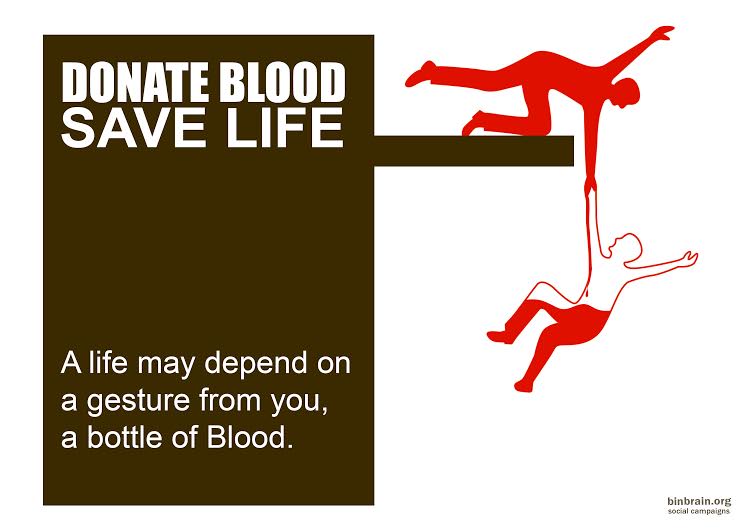 DONATE BLOOD
SAVE LIFE
A life may depend on
a gesture from you,
a bottle of Blood.
binbrain.org
social campaigns